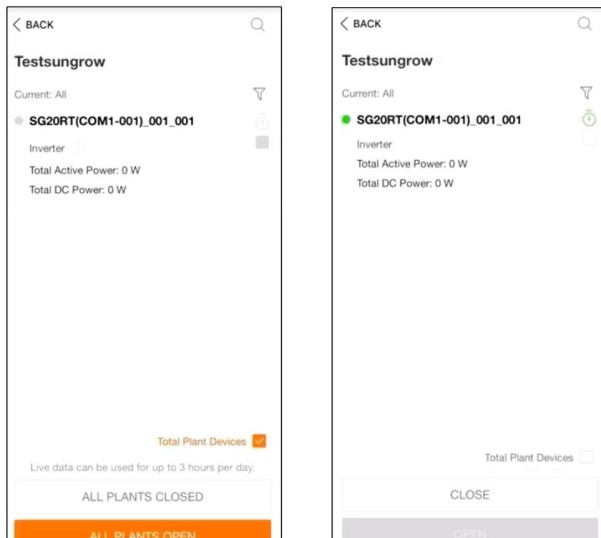 BACK
Testsungrow
Current: All
SG20RT(COM1-001)_001_001
Inverter
Total Active Power: 0 W
Total DC Power: 0 W
Total Plant Devices
Live data can be used for up to 3 hours per day.
ALL PLANTS CLOSED
ALL PLANTS OPEN
BACK
Testsungrow
Current: All
SG20RT(COM1-001)_001_001
Inverter
Total Active Power: 0 W
Total DC Power: 0 W
Total Plant Devices
CLOSE
OPEN